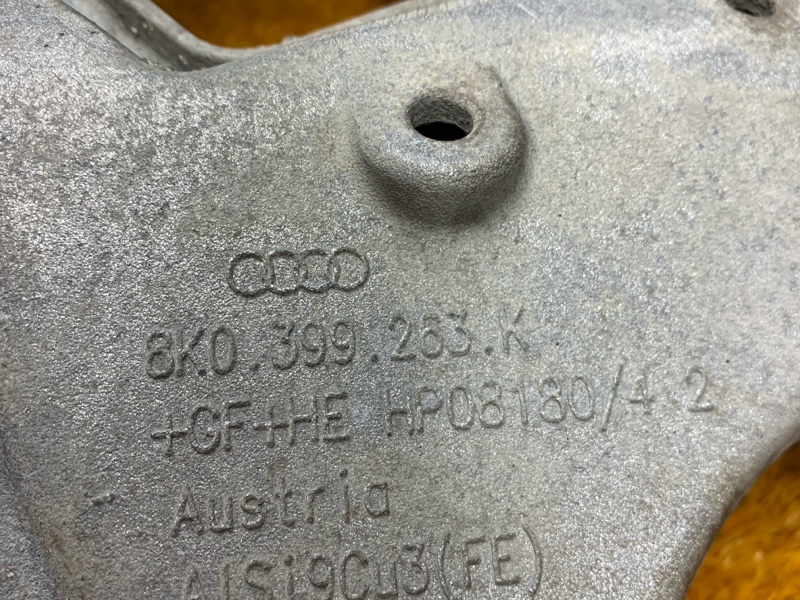 8K0.399.263.K
+GF+HE HP08180/4.2
Austria
AlSi9Cu3(FE)